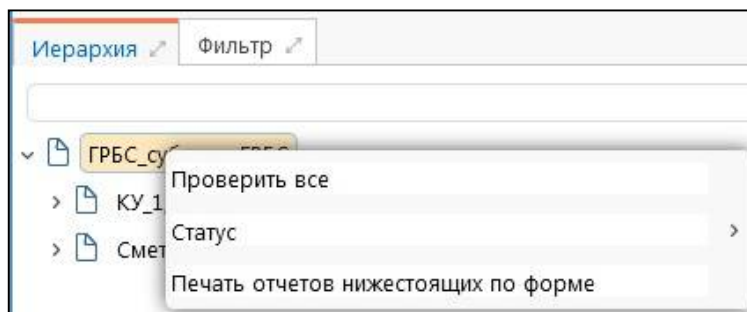 Иерархия Фильтр
ГРБС_су
Проверить все
КУ_1
Статус
Смет
Печать отчетов нижестоящих по форме